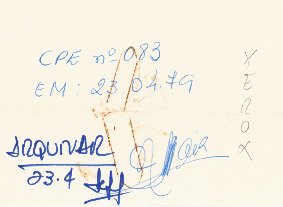 CPE nº 083
EM: 23.04.79
XEROX
ARQUIVAR
23.4